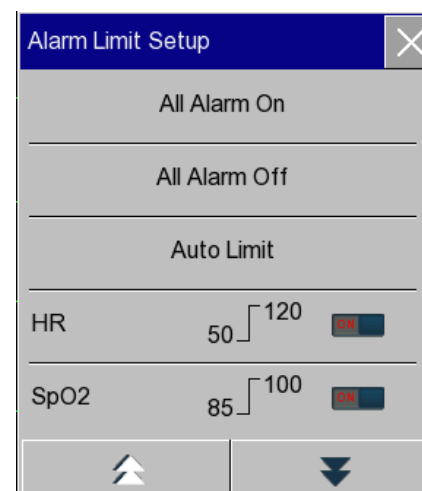 Alarm Limit Setup
All Alarm On
All Alarm Off
Auto Limit
HR 50 120 ON
SpO2 85 100 ON